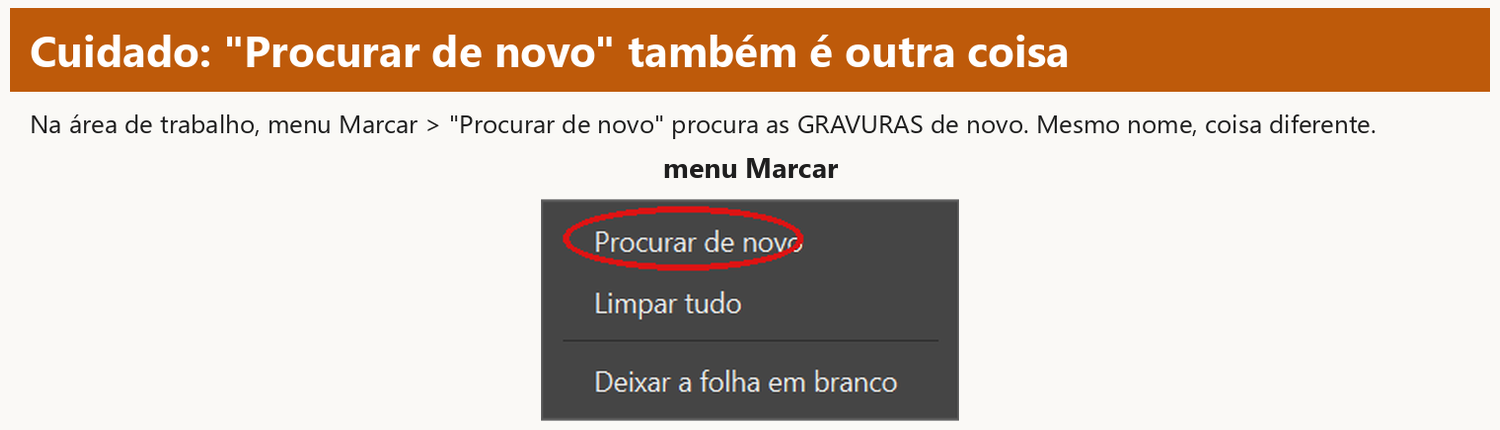 Cuidado: "Procurar de novo" também é outra coisa
Na área de trabalho, menu Marcar > "Procurar de novo" procura as GRAVURAS de novo. Mesmo nome, coisa diferente.
menu Marcar
Procurar de novo
Limpar tudo
Deixar a folha em branco